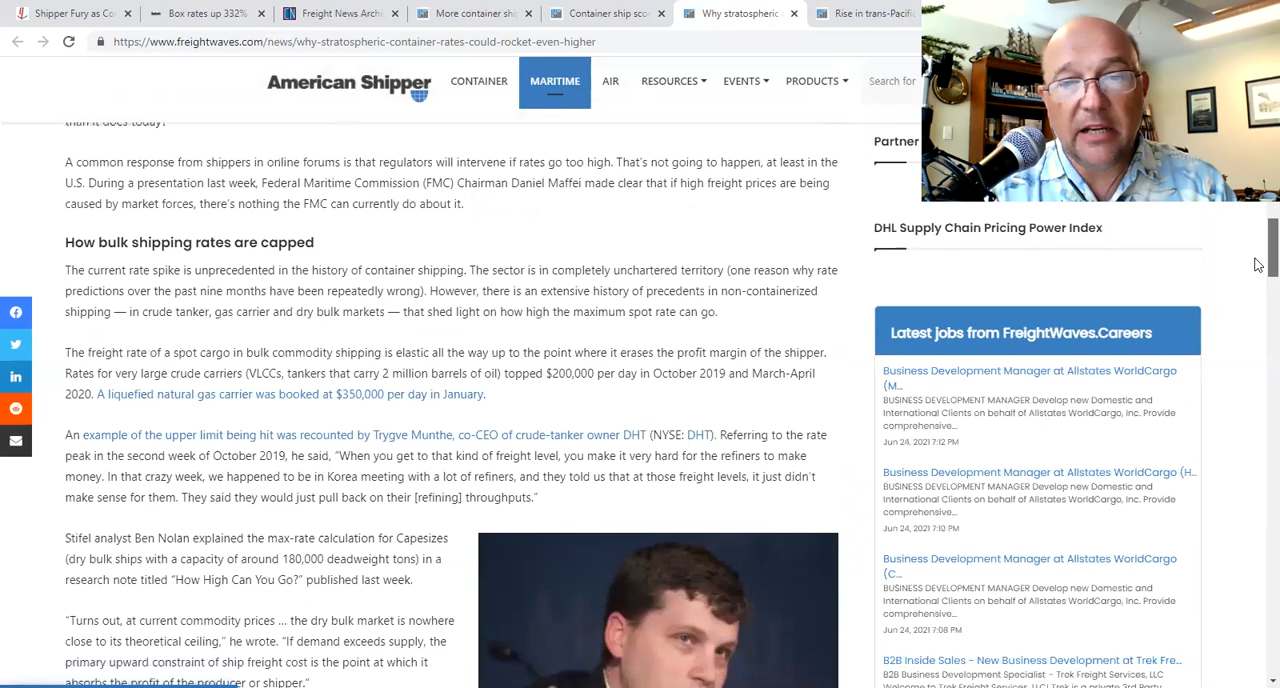 Shipper Fury as Co
Box rates up 332%
Freight News Archi
More container ship
Container ship sco
Why stratospheric
Rise in trans-Pacific
https://www.freightwaves.com/news/why-stratospheric-container-rates-could-rocket-even-higher
American Shipper
CONTAINER
MARITIME
AIR
RESOURCES
EVENTS
PRODUCTS
Search for
than it does today?
A common response from shippers in online forums is that regulators will intervene if rates go too high. That's not going to happen, at least in the
U.S. During a presentation last week, Federal Maritime Commission (FMC) Chairman Daniel Maffei made clear that if high freight prices are being
caused by market forces, there's nothing the FMC can currently do about it.
How bulk shipping rates are capped
The current rate spike is unprecedented in the history of container shipping. The sector is in completely unchartered territory (one reason why rate
predictions over the past nine months have been repeatedly wrong). However, there is an extensive history of precedents in non-containerized
shipping — in crude tanker, gas carrier and dry bulk markets — that shed light on how high the maximum spot rate can go.
The freight rate of a spot cargo in bulk commodity shipping is elastic all the way up to the point where it erases the profit margin of the shipper.
Rates for very large crude carriers (VLCCs, tankers that carry 2 million barrels of oil) topped $200,000 per day in October 2019 and March-April
2020. A liquefied natural gas carrier was booked at $350,000 per day in January.
An example of the upper limit being hit was recounted by Trygve Munthe, co-CEO of crude-tanker owner DHT (NYSE: DHT). Referring to the rate
peak in the second week of October 2019, he said, “When you get to that kind of freight level, you make it very hard for the refiners to make
money. In that crazy week, we happened to be in Korea meeting with a lot of refiners, and they told us that at those freight levels, it just didn't
make sense for them. They said they would just pull back on their [refining] throughputs.”
Stifel analyst Ben Nolan explained the max-rate calculation for Capesizes
(dry bulk ships with a capacity of around 180,000 deadweight tons) in a
research note titled “How High Can You Go?” published last week.
“Turns out, at current commodity prices … the dry bulk market is nowhere
close to its theoretical ceiling,” he wrote. “If demand exceeds supply, the
primary upward constraint of ship freight cost is the point at which it
absorbs the profit of the producer or shipper.”
Partner
DHL Supply Chain Pricing Power Index
Latest jobs from FreightWaves.Careers
Business Development Manager at Allstates WorldCargo
(M...
BUSINESS DEVELOPMENT MANAGER Develop new Domestic and
International Clients on behalf of Allstates WorldCargo, Inc. Provide
comprehensive...
Jun 24, 2021 7:12 PM
Business Development Manager at Allstates WorldCargo (H...
BUSINESS DEVELOPMENT MANAGER Develop new Domestic and
International Clients on behalf of Allstates WorldCargo, Inc. Provide
comprehensive...
Jun 24, 2021 7:10 PM
Business Development Manager at Allstates WorldCargo
(C...
BUSINESS DEVELOPMENT MANAGER Develop new Domestic and
International Clients on behalf of Allstates WorldCargo, Inc. Provide
comprehensive...
Jun 24, 2021 7:08 PM
B2B Inside Sales - New Business Development at Trek Fre...
B2B Business Development Specialist - Trek Freight Services, LLC
Welcome to Trek Freight Services, LLC! Trek is a private 3rd Party